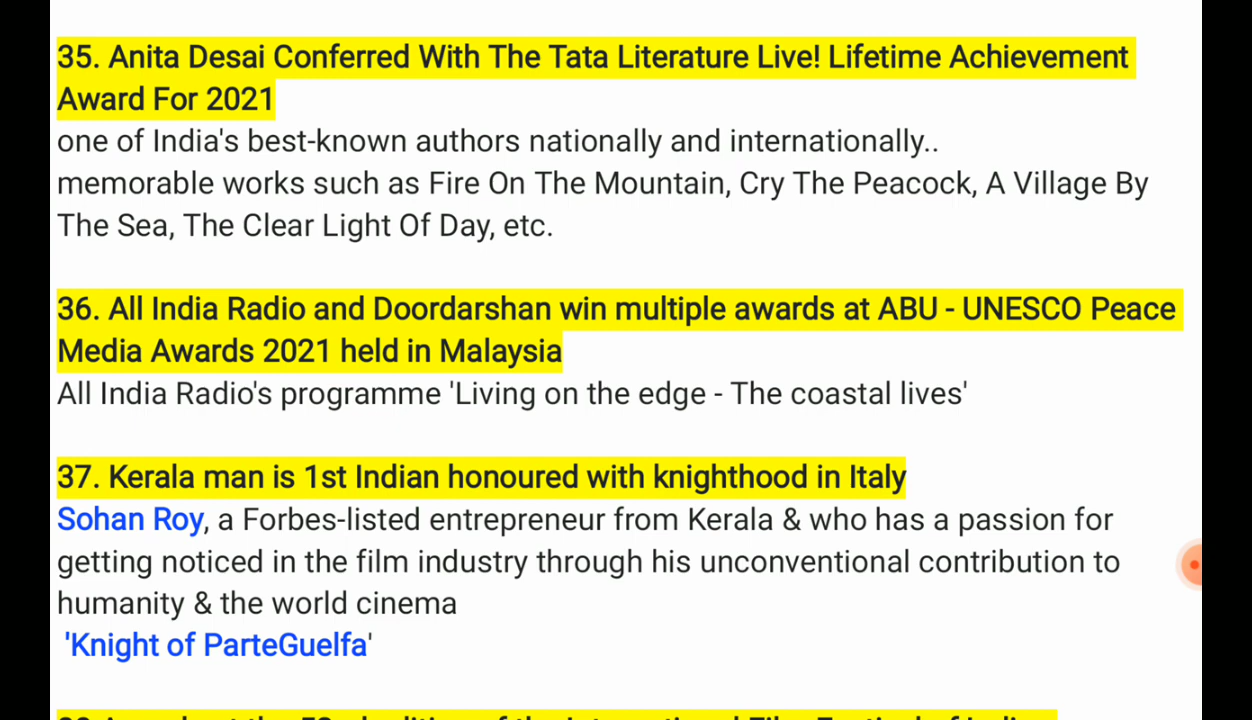 35. Anita Desai Conferred With The Tata Literature Live! Lifetime Achievement
Award For 2021
one of India's best-known authors nationally and internationally..
memorable works such as Fire On The Mountain, Cry The Peacock, A Village By
The Sea, The Clear Light Of Day, etc.
36. All India Radio and Doordarshan win multiple awards at ABU - UNESCO Peace
Media Awards 2021 held in Malaysia
All India Radio's programme 'Living on the edge - The coastal lives'
37. Kerala man is 1st Indian honoured with knighthood in Italy
Sohan Roy, a Forbes-listed entrepreneur from Kerala & who has a passion for
getting noticed in the film industry through his unconventional contribution to
humanity & the world cinema
'Knight of ParteGuelfa'